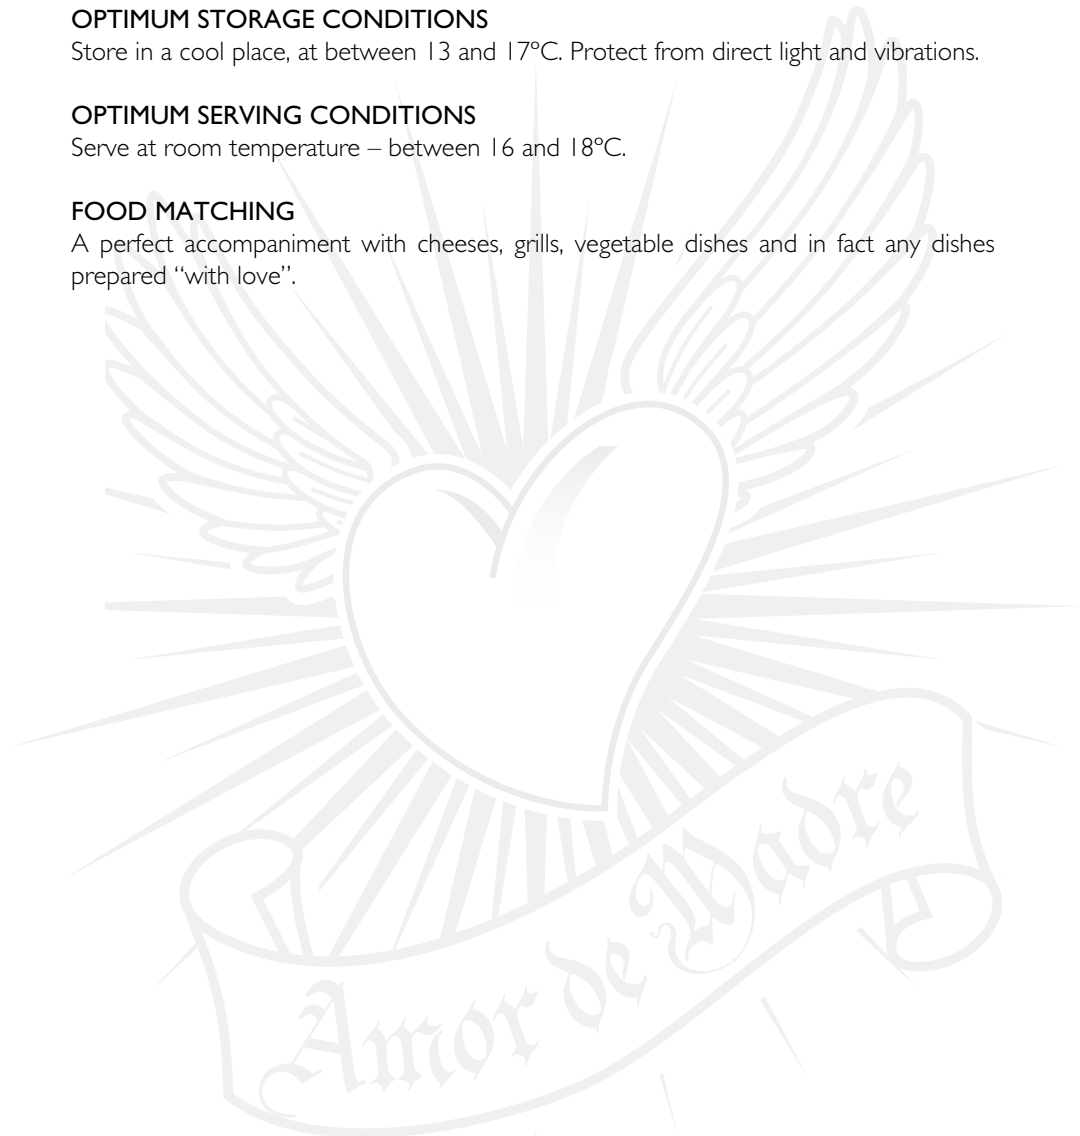 OPTIMUM STORAGE CONDITIONS
Store in a cool place, at between 13 and 17ºC. Protect from direct light and vibrations.
OPTIMUM SERVING CONDITIONS
Serve at room temperature – between 16 and 18ºC.
FOOD MATCHING
A perfect accompaniment with cheeses, grills, vegetable dishes and in fact any dishes
prepared “with love”.
Amor de Madre